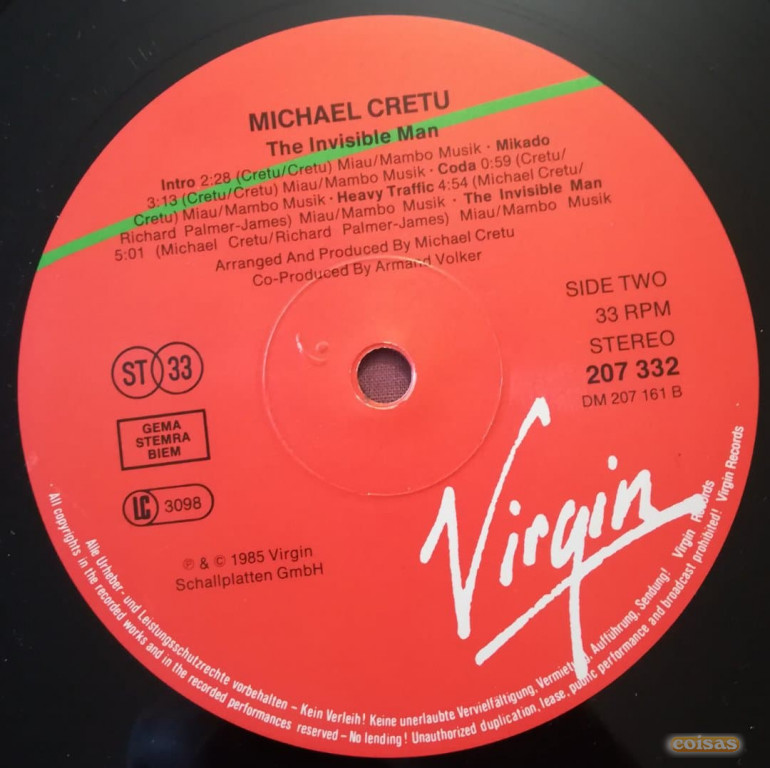 MICHAEL CRETU
The Invisible Man
Intro 2:28 (Cretu/Cretu) Miau/Mambo Musik · Mikado
3:13 (Cretu/Cretu) Miau/Mambo Musik · Coda 0:59 (Cretu/
Cretu) Miau/Mambo Musik · Heavy Traffic 4:54 (Michael Cretu/
Richard Palmer-James) Miau/Mambo Musik · The Invisible Man
5:01 (Michael Cretu/Richard Palmer-James) Miau/Mambo Musik
Arranged And Produced By Michael Cretu
Co-Produced By Armand Volker
SIDE TWO
33 RPM
STEREO
207 332
DM 207 161 B
ST 33
GEMA
STEMRA
BIEM
LC 3098
℗ & © 1985 Virgin
Schallplatten GmbH
Virgin
Alle Urheber- und Leistungsschutzrechte vorbehalten – Kein Verleih! Keine unerlaubte Vervielfältigung, Vermietung, Aufführung, Sendung! Virgin Records
All copyrights in the recorded works and in the recorded performances reserved – No lending! Unauthorized duplication, lease, public performance and broadcast prohibited! Virgin Records
coisas